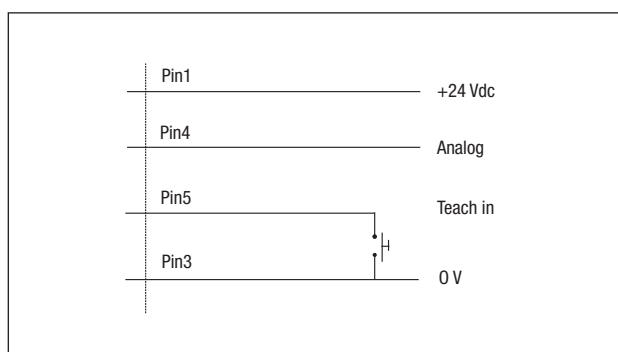 Pin1
+24 Vdc
Pin4
Analog
Pin5
Teach in
Pin3
0 V